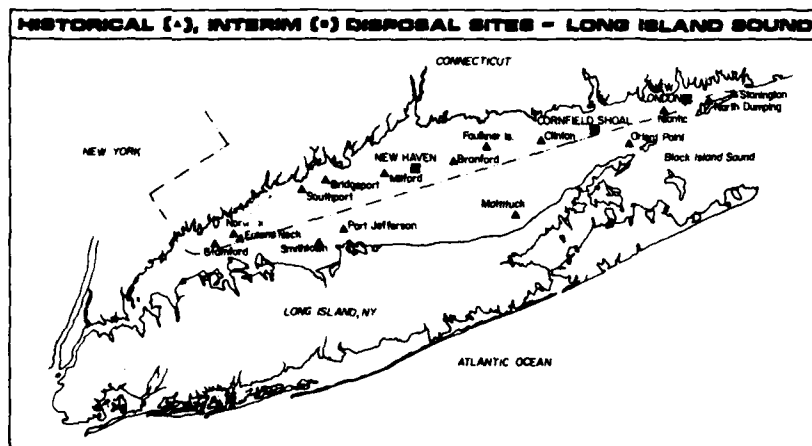 HISTORICAL (▲), INTERIM (■) DISPOSAL SITES - LONG ISLAND SOUND
CONNECTICUT
NEW YORK
NEW LONDON
Stonington
North Dumping
Niantic
CORNFIELD SHOAL
Orient Point
Clinton
Faulkner Is.
Branford
Block Island Sound
NEW HAVEN
Milford
Bridgeport
Southport
Mattituck
Port Jefferson
Eatons Neck
Stamford
Smithtown
LONG ISLAND, NY
ATLANTIC OCEAN